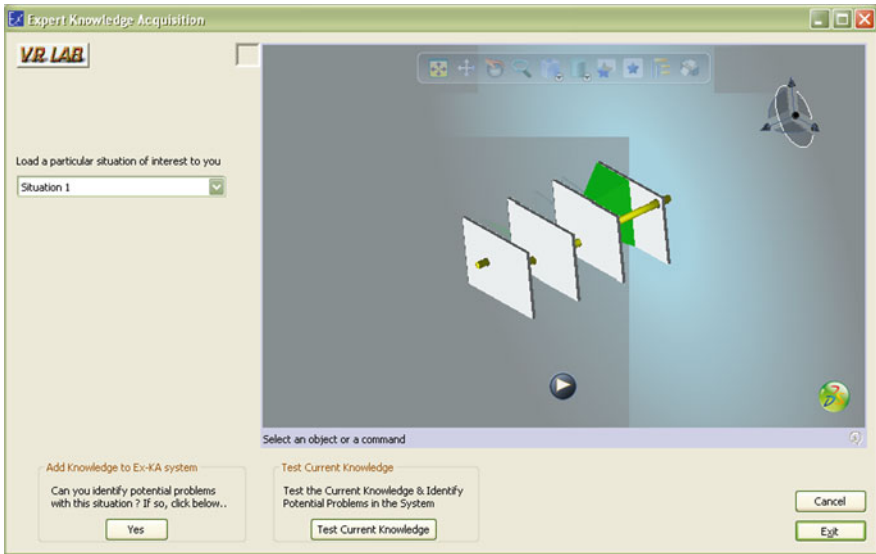 Ex Expert Knowledge Acquisition
V.R. LAB
Load a particular situation of interest to you
Situation 1
Select an object or a command
Add Knowledge to Ex-KA system
Can you identify potential problems
with this situation ? If so, click below..
Yes
Test Current Knowledge
Test the Current Knowledge & Identify
Potential Problems in the System
Test Current Knowledge
Cancel
Exit